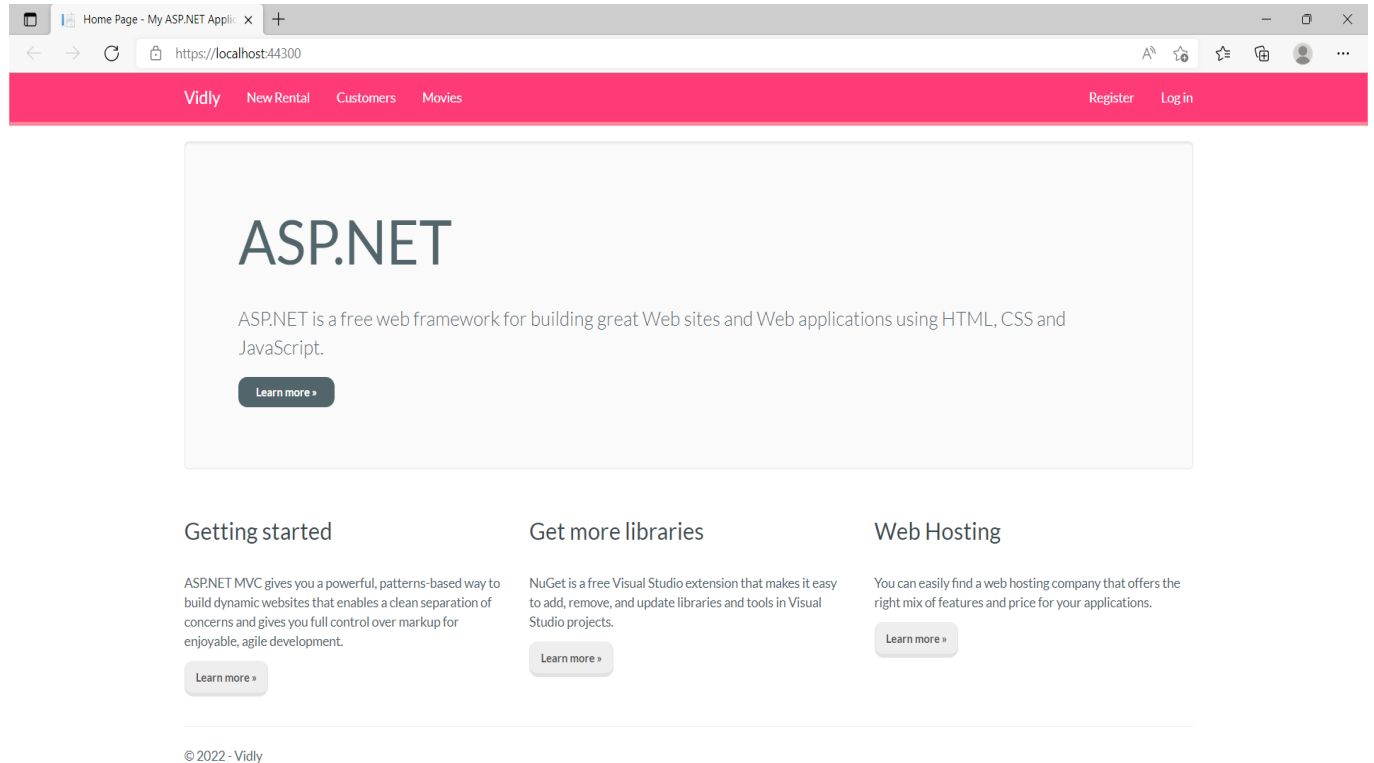 Home Page - My ASP.NET Applic
https://localhost:44300
Vidly New Rental Customers Movies Register Log in
ASP.NET
ASP.NET is a free web framework for building great Web sites and Web applications using HTML, CSS and
JavaScript.
Learn more »
Getting started
ASP.NET MVC gives you a powerful, patterns-based way to
build dynamic websites that enables a clean separation of
concerns and gives you full control over markup for
enjoyable, agile development.
Learn more »
Get more libraries
NuGet is a free Visual Studio extension that makes it easy
to add, remove, and update libraries and tools in Visual
Studio projects.
Learn more »
Web Hosting
You can easily find a web hosting company that offers the
right mix of features and price for your applications.
Learn more »
© 2022 - Vidly